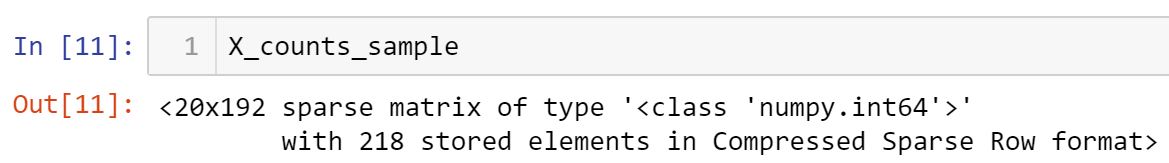 In [11]: 1 X_counts_sample
Out[11]: <20x192 sparse matrix of type '<class 'numpy.int64'>'
with 218 stored elements in Compressed Sparse Row format>